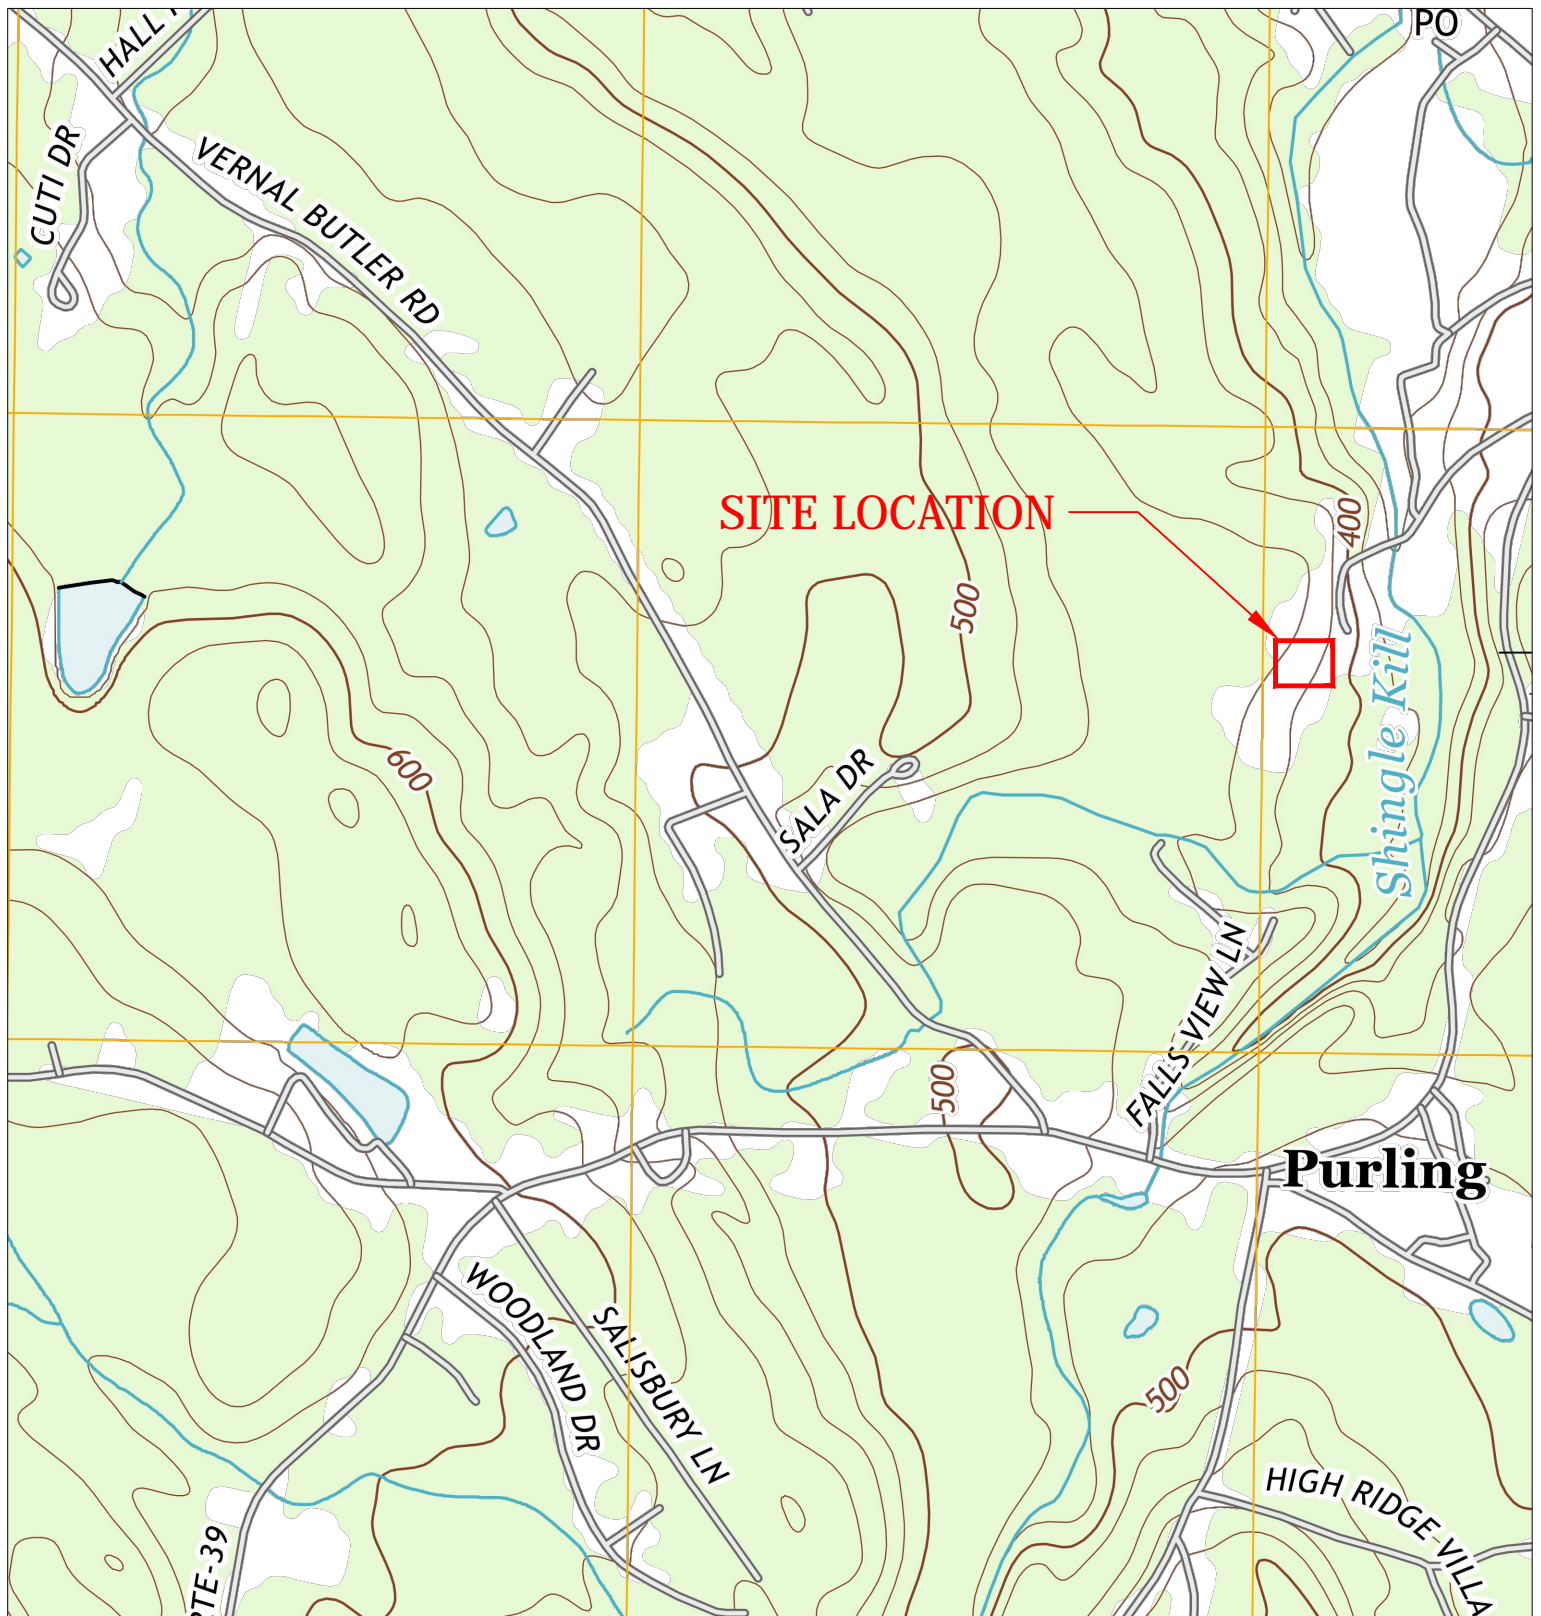 PO
HALL
CUTI DR
VERNAL BUTLER RD
SITE LOCATION
400
500
Shingle Kill
600
SALA DR
FALLS VIEW LN
500
Purling
WOODLAND DR
SALISBURY LN
500
HIGH RIDGE VILLA
RTE-39